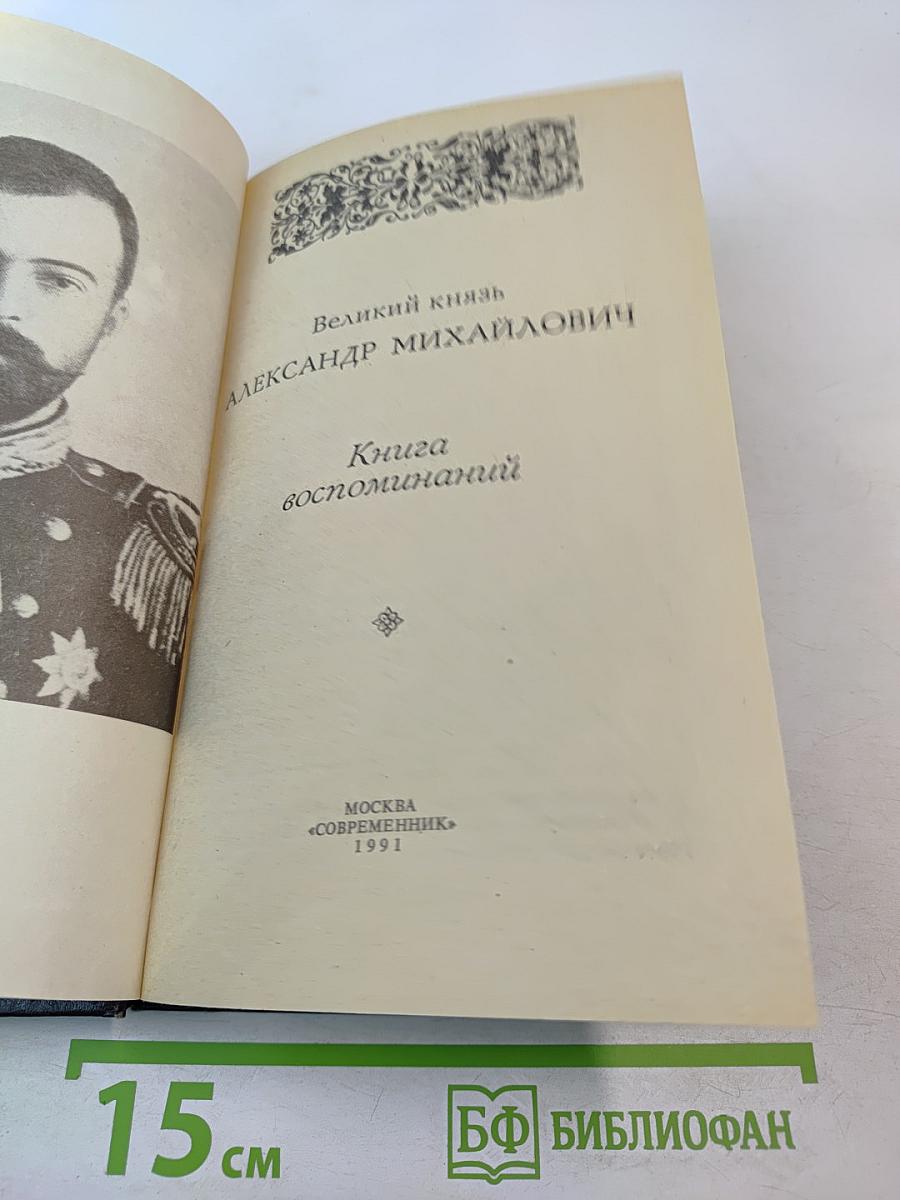 Великий князь
АЛЕКСАНДР МИХАЙЛОВИЧ
Книга
воспоминаний
МОСКВА
«СОВРЕМЕННИК»
1991
15 см
БФ БИБЛИОФАН